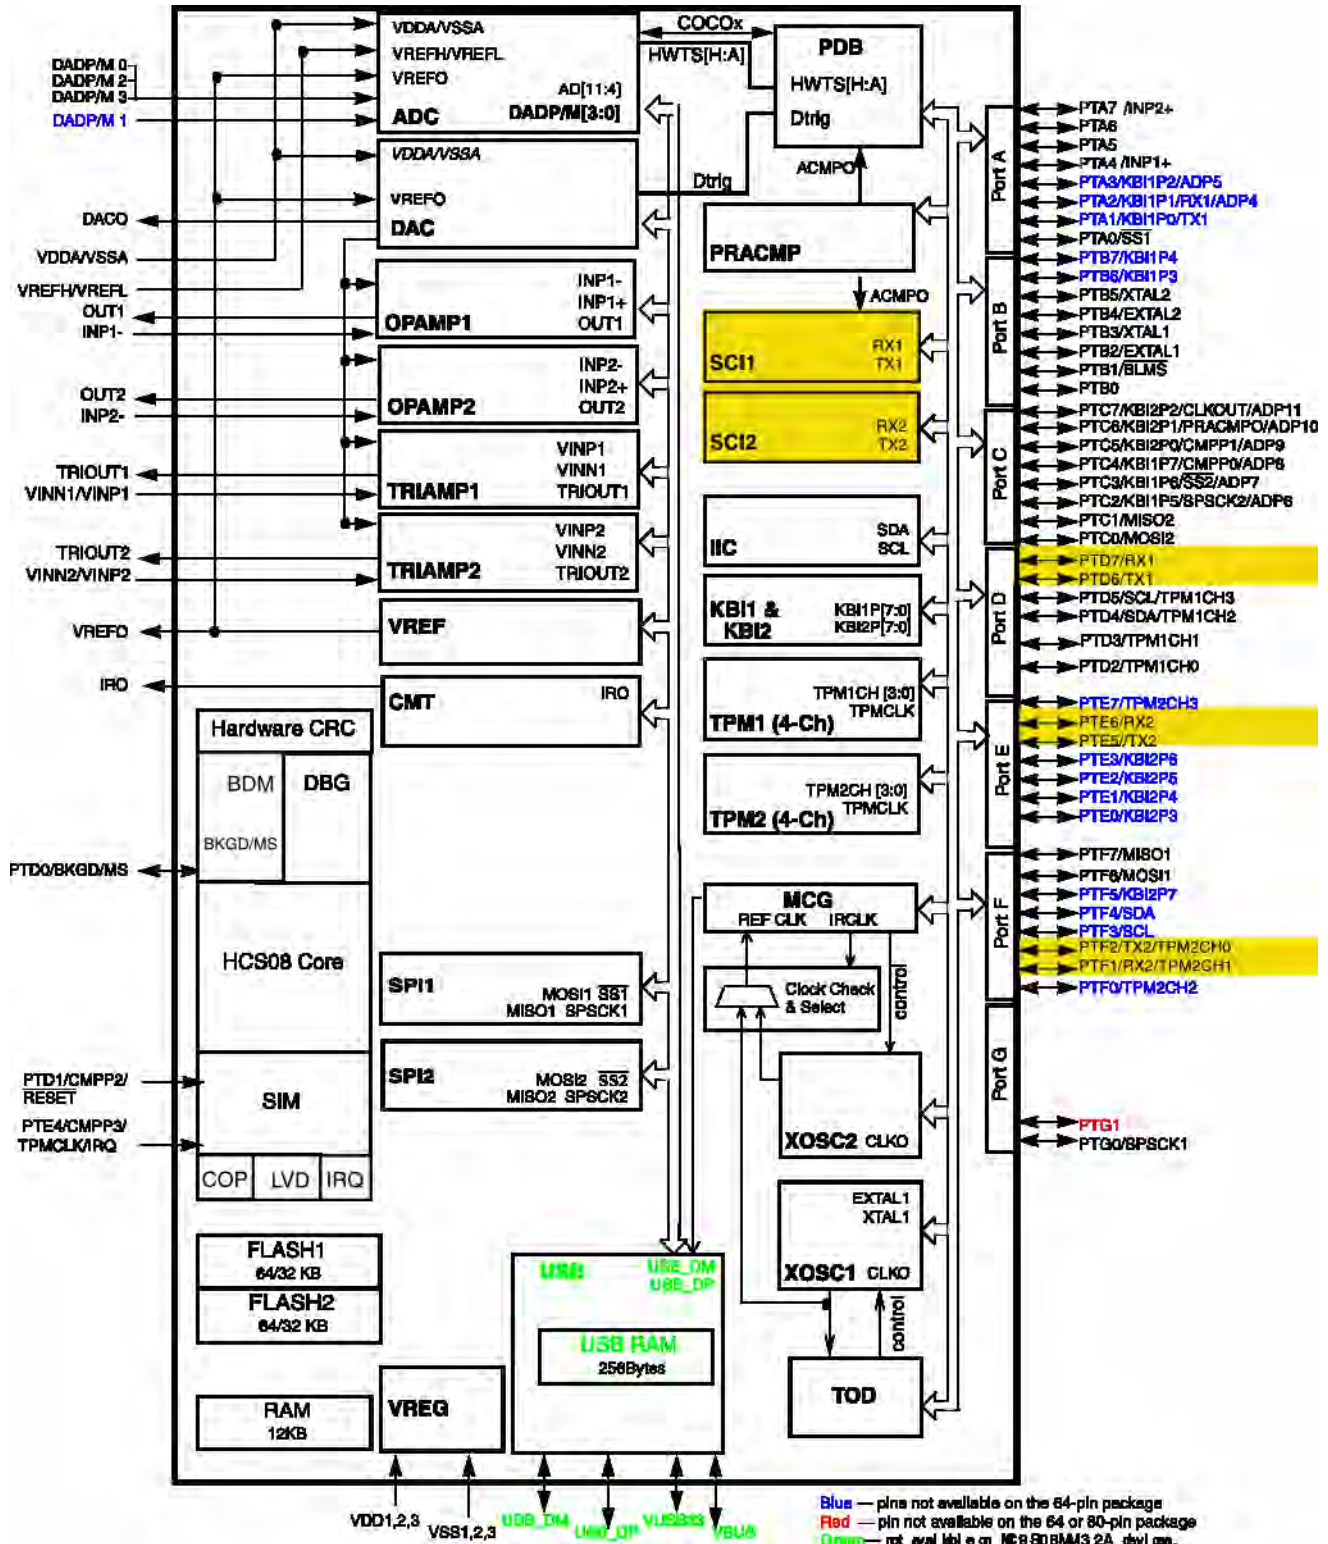 DADP/M 0
DADP/M 2
DADP/M 3
DADP/M 1
DACO
VDDA/VSSA
VREFH/VREFL
OUT1
INP1-
OUT2
INP2-
TRIOUT1
VINN1/VINP1
TRIOUT2
VINN2/VINP2
VREFO
IRO
PTD0/BKGD/MS
PTD1/CMPP2/
RESET
PTE4/CMPP3/
TPMCLK/IRQ
VDDA/VSSA
VREFH/VREFL
VREFO
AD[11:4]
ADC
DADP/M[3:0]
VDDA/VSSA
VREFO
DAC
INP1-
INP1+
OPAMP1
OUT1
INP2-
INP2+
OPAMP2
OUT2
VINP1
VINN1
TRIAMP1
TRIOUT1
VINP2
VINN2
TRIAMP2
TRIOUT2
VREF
IRO
CMT
Hardware CRC
BDM
DBG
BKGD/MS
HCS08 Core
SIM
COP
LVD
IRQ
SPI1
MOSI1 SS1
MISO1 SPSCK1
SPI2
MOSI2 SS2
MISO2 SPSCK2
FLASH1
64/32 KB
FLASH2
64/32 KB
RAM
12KB
VREG
VDD1,2,3
VSS1,2,3
USB
USB_DM
USB_DP
USB RAM
256Bytes
USB_DM
USB_DP
VUSB33
VBUS
COCOx
HWTS[H:A]
Dtrig
PDB
HWTS[H:A]
Dtrig
ACMPO
PRACMP
ACMPO
SCI1
RX1
TX1
SCI2
RX2
TX2
IIC
SDA
SCL
KBI1 &
KBI2
KBI1P[7:0]
KBI2P[7:0]
TPM1CH [3:0]
TPMCLK
TPM1 (4-Ch)
TPM2CH [3:0]
TPMCLK
TPM2 (4-Ch)
MCG
REF CLK IRCLK
Clock Check
& Select
control
XOSC2 CLKO
EXTAL1
XTAL1
XOSC1 CLKO
control
TOD
Port A
Port B
Port C
Port D
Port E
Port F
Port G
PTA7 /INP2+
PTA6
PTA5
PTA4 /INP1+
PTA3/KBI1P2/ADP5
PTA2/KBI1P1/RX1/ADP4
PTA1/KBI1P0/TX1
PTA0/SS1
PTB7/KBI1P4
PTB6/KBI1P3
PTB5/XTAL2
PTB4/EXTAL2
PTB3/XTAL1
PTB2/EXTAL1
PTB1/BLMS
PTB0
PTC7/KBI2P2/CLKOUT/ADP11
PTC6/KBI2P1/PRACMPO/ADP10
PTC5/KBI2P0/CMPP1/ADP9
PTC4/KBI1P7/CMPP0/ADP8
PTC3/KBI1P6/SS2/ADP7
PTC2/KBI1P5/SPSCK2/ADP6
PTC1/MISO2
PTC0/MOSI2
PTD7/RX1
PTD6/TX1
PTD5/SCL/TPM1CH3
PTD4/SDA/TPM1CH2
PTD3/TPM1CH1
PTD2/TPM1CH0
PTE7/TPM2CH3
PTE6/RX2
PTE5//TX2
PTE3/KBI2P6
PTE2/KBI2P5
PTE1/KBI2P4
PTE0/KBI2P3
PTF7/MISO1
PTF6/MOSI1
PTF5/KBI2P7
PTF4/SDA
PTF3/SCL
PTF2/TX2/TPM2CH0
PTF1/RX2/TPM2CH1
PTF0/TPM2CH2
PTG1
PTG0/SPSCK1
Blue — pins not available on the 64-pin package
Red — pin not available on the 64 or 80-pin package
Green — not available on MC9S08MM32A devices.